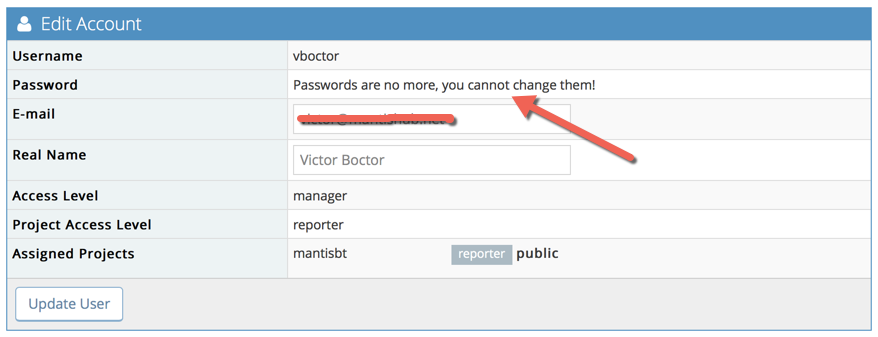 Edit Account
Username vboctor
Password Passwords are no more, you cannot change them!
E-mail
Real Name Victor Boctor
Access Level manager
Project Access Level reporter
Assigned Projects mantisbt reporter public
Update User